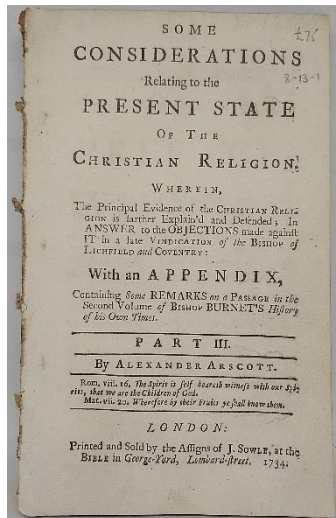 £75
3-13-1
SOME
CONSIDERATIONS
Relating to the
PRESENT STATE
OF THE
CHRISTIAN RELIGION.
WHEREIN,
The Principal Evidence of the CHRISTIAN RELI-
GION is farther Explain'd and Defended; In
ANSWER to the OBJECTIONS made against
IT in a late VINDICATION of the BISHOP of
LICHFIELD and COVENTRY:
With an APPENDIX,
Containing Some REMARKS on a PASSAGE in the
Second Volume of BISHOP BURNET'S History
of his Own Times.
PART III.
By ALEXANDER ARSCOTT.
Rom. viii. 16. The Spirit it self beareth witness with our Spi-
rits, that we are the Children of God.
Mat. vii. 20. Wherefore by their Fruits ye shall know them.
LONDON:
Printed and Sold by the Assigns of J. SOWLE, at the
BIBLE in George-Yard, Lombard-street. 1734.